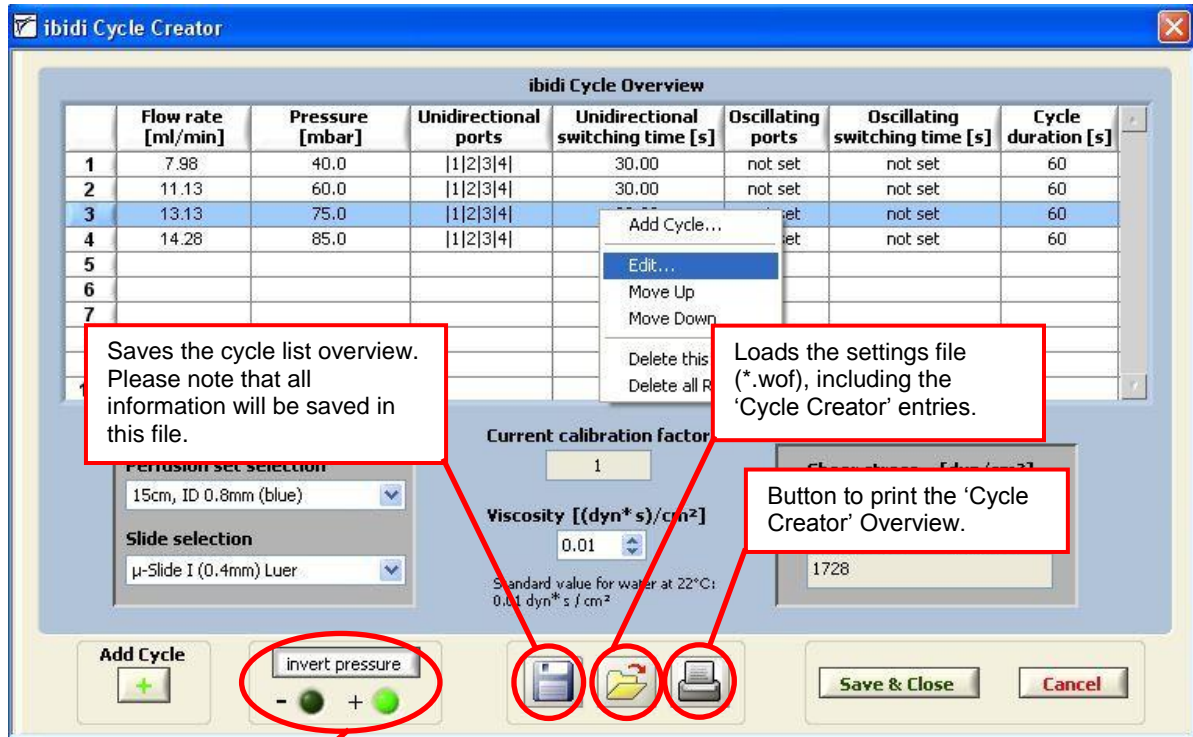 ibidi Cycle Creator
ibidi Cycle Overview
Flow rate [ml/min] Pressure [mbar] Unidirectional ports Unidirectional switching time [s] Oscillating ports Oscillating switching time [s] Cycle duration [s]
1 7.98 40.0 |1|2|3|4| 30.00 not set not set 60
2 11.13 60.0 |1|2|3|4| 30.00 not set not set 60
3 13.13 75.0 |1|2|3|4| not set 60
4 14.28 85.0 |1|2|3|4| not set 60
5
6
7
Add Cycle...
Edit...
Move Up
Move Down
Delete this
Delete all R
Saves the cycle list overview.
Please note that all
information will be saved in
this file.
Loads the settings file
(*.wof), including the
‘Cycle Creator’ entries.
Button to print the ‘Cycle
Creator’ Overview.
Perfusion set selection
15cm, ID 0.8mm (blue)
Slide selection
µ-Slide I (0.4mm) Luer
Current calibration factor
1
Viscosity [(dyn*s)/cm²]
0.01
Standard value for water at 22°C:
0.01 dyn* s / cm²
1728
Add Cycle
+
invert pressure
- +
Save & Close
Cancel